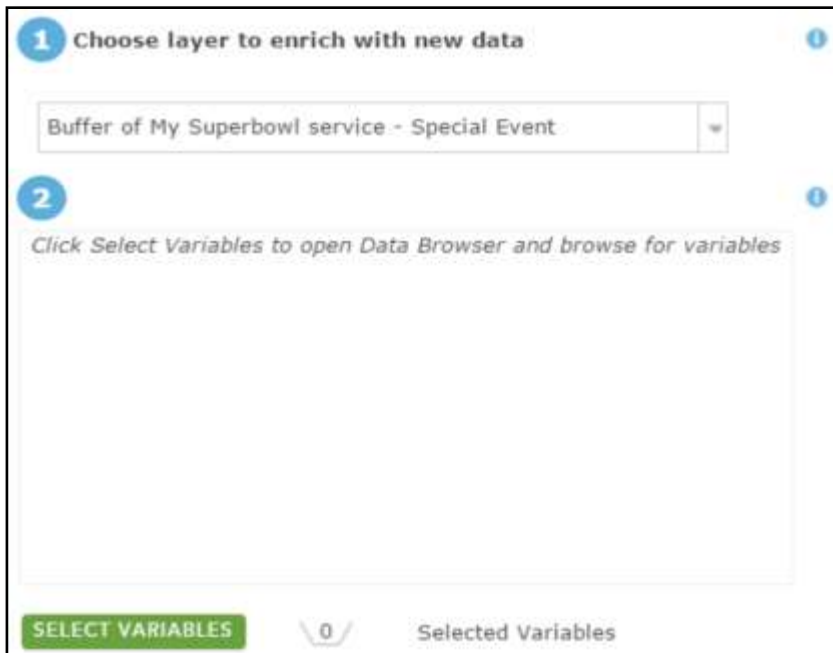 1 Choose layer to enrich with new data
Buffer of My Superbowl service - Special Event
2
Click Select Variables to open Data Browser and browse for variables
SELECT VARIABLES 0 Selected Variables